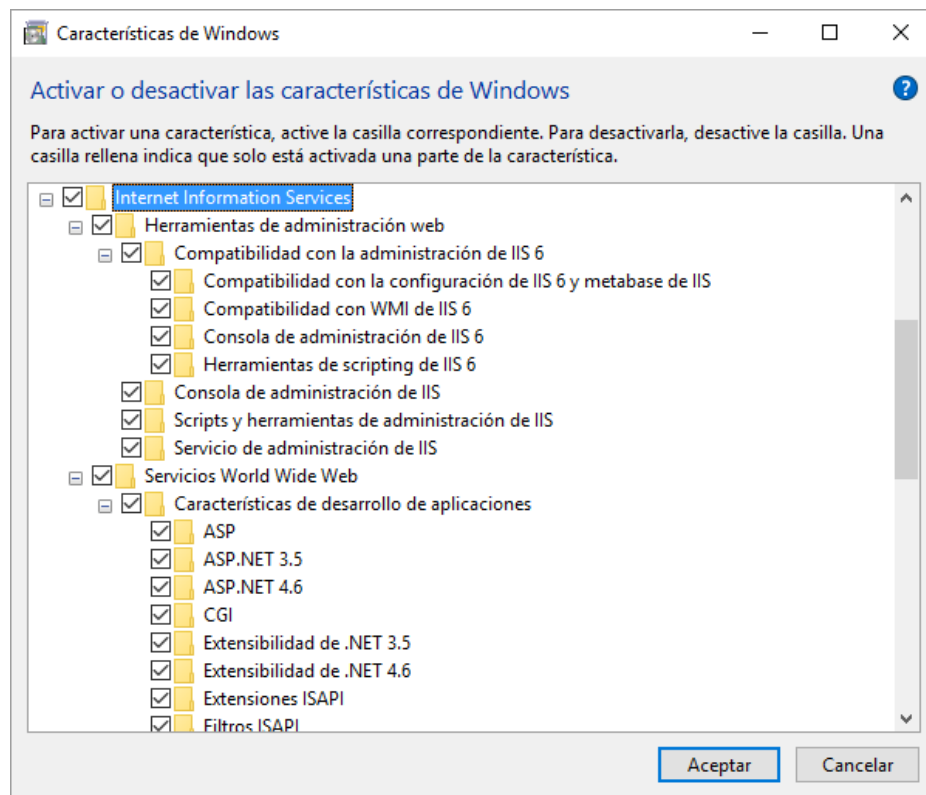 Características de Windows
Activar o desactivar las características de Windows
Para activar una característica, active la casilla correspondiente. Para desactivarla, desactive la casilla. Una
casilla rellena indica que solo está activada una parte de la característica.
Internet Information Services
Herramientas de administración web
Compatibilidad con la administración de IIS 6
Compatibilidad con la configuración de IIS 6 y metabase de IIS
Compatibilidad con WMI de IIS 6
Consola de administración de IIS 6
Herramientas de scripting de IIS 6
Consola de administración de IIS
Scripts y herramientas de administración de IIS
Servicio de administración de IIS
Servicios World Wide Web
Características de desarrollo de aplicaciones
ASP
ASP.NET 3.5
ASP.NET 4.6
CGI
Extensibilidad de .NET 3.5
Extensibilidad de .NET 4.6
Extensiones ISAPI
Filtros ISAPI
Aceptar Cancelar